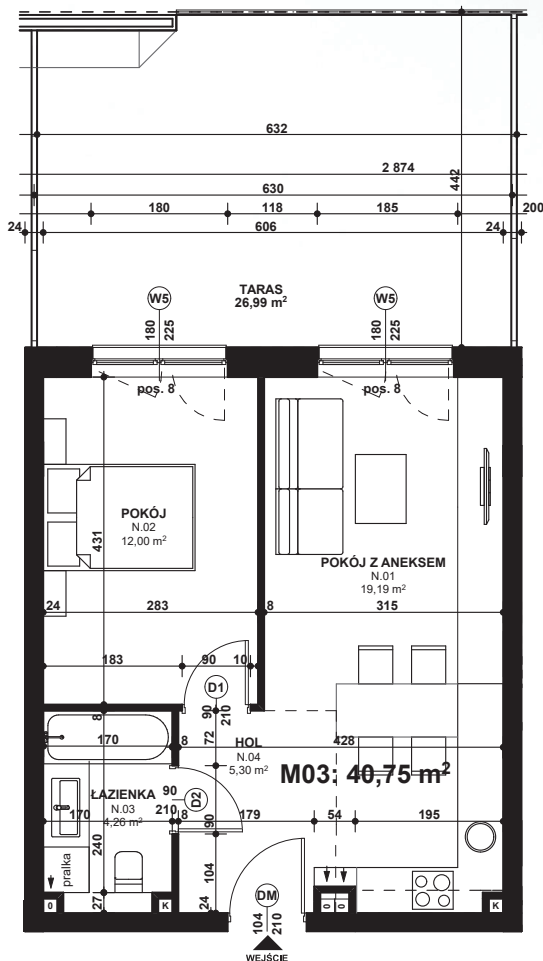 632
2 874
442
630
180 118 185 200
24 606 24
TARAS
26,99 m²
W5 W5
180 225 180 225
pos. 8 pos. 8
POKÓJ
N.02
12,00 m²
431
POKÓJ Z ANEKSEM
N.01
19,19 m²
24 283 8 315
183 90 10
D1
90 210
8
72
170 8 428
HOL
N.04
5,30 m²
M03: 40,75 m²
ŁAZIENKA
N.03
4,26 m²
90 210
D2
170 8 179 54 195
90
240
pralka
104
27
24
0 K 0 0 K
DM
104 210
WEJŚCIE